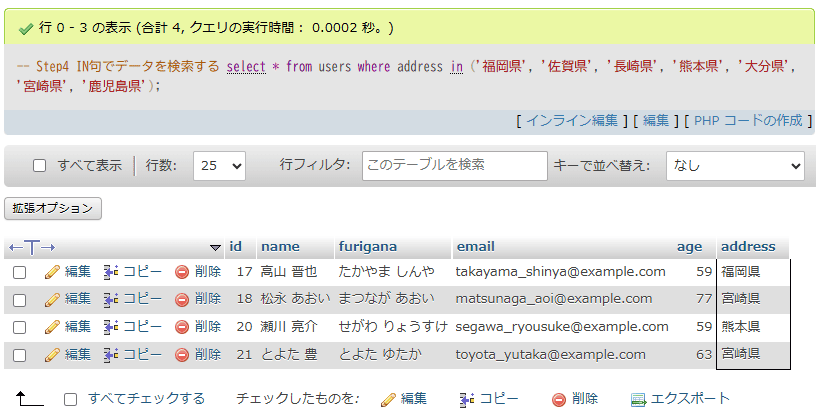 行 0 - 3 の表示 (合計 4, クエリの実行時間： 0.0002 秒。)
-- Step4 IN句でデータを検索する select * from users where address in ('福岡県', '佐賀県', '長崎県', '熊本県', '大分県',
'宮崎県', '鹿児島県');
[ インライン編集 ] [ 編集 ] [ PHP コードの作成 ]
すべて表示 行数: 25 行フィルタ: このテーブルを検索 キーで並べ替え: なし
拡張オプション
id name furigana email age address
編集 コピー 削除 17 高山 晋也 たかやま しんや takayama_shinya@example.com 59 福岡県
編集 コピー 削除 18 松永 あおい まつなが あおい matsunaga_aoi@example.com 77 宮崎県
編集 コピー 削除 20 瀬川 亮介 せがわ りょうすけ segawa_ryousuke@example.com 59 熊本県
編集 コピー 削除 21 とよた 豊 とよた ゆたか toyota_yutaka@example.com 63 宮崎県
すべてチェックする チェックしたものを: 編集 コピー 削除 エクスポート